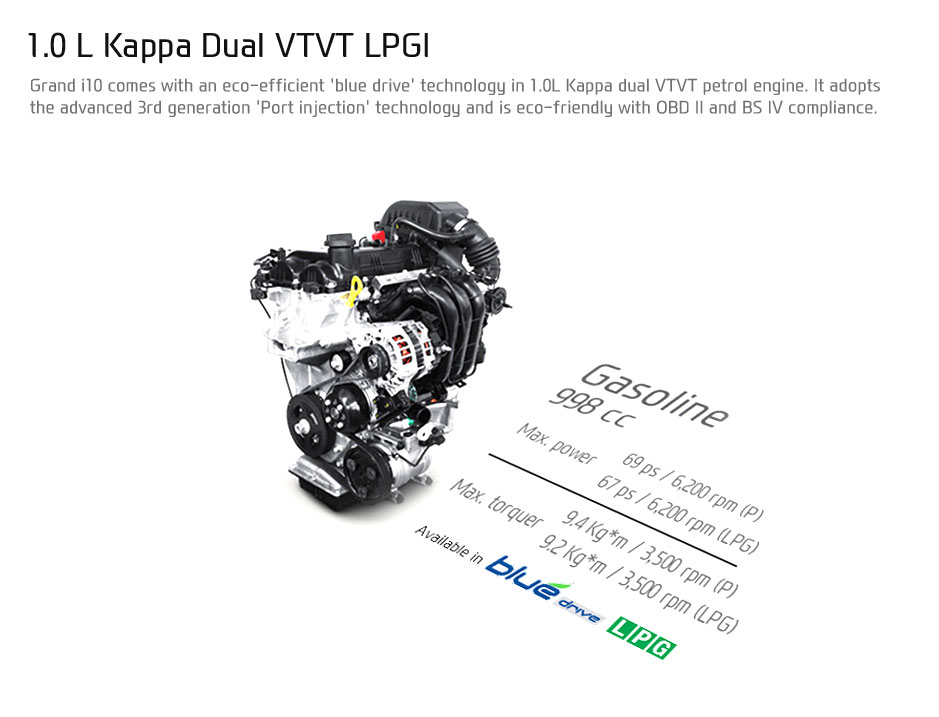 1.0 L Kappa Dual VTVT LPGI
Grand i10 comes with an eco-efficient 'blue drive' technology in 1.0L Kappa dual VTVT petrol engine. It adopts
the advanced 3rd generation 'Port injection' technology and is eco-friendly with OBD II and BS IV compliance.
Gasoline
998 cc
Max. power 69 ps / 6,200 rpm (P)
67 ps / 6,200 rpm (LPG)
Max. torquer 9.4 Kg*m / 3,500 rpm (P)
9.2 Kg*m / 3,500 rpm (LPG)
Available in blue drive LPG